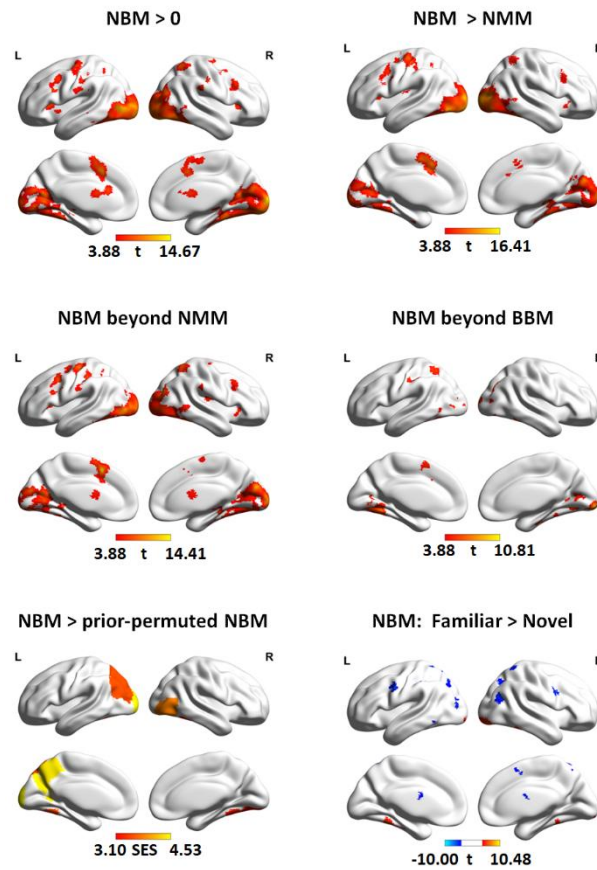 NBM > 0
NBM > NMM
L
R
L
3.88 t 14.67
3.88 t 16.41
NBM beyond NMM
NBM beyond BBM
L
R
L
3.88 t 14.41
3.88 t 10.81
NBM > prior-permuted NBM
NBM: Familiar > Novel
L
R
L
3.10 SES 4.53
-10.00 t 10.48